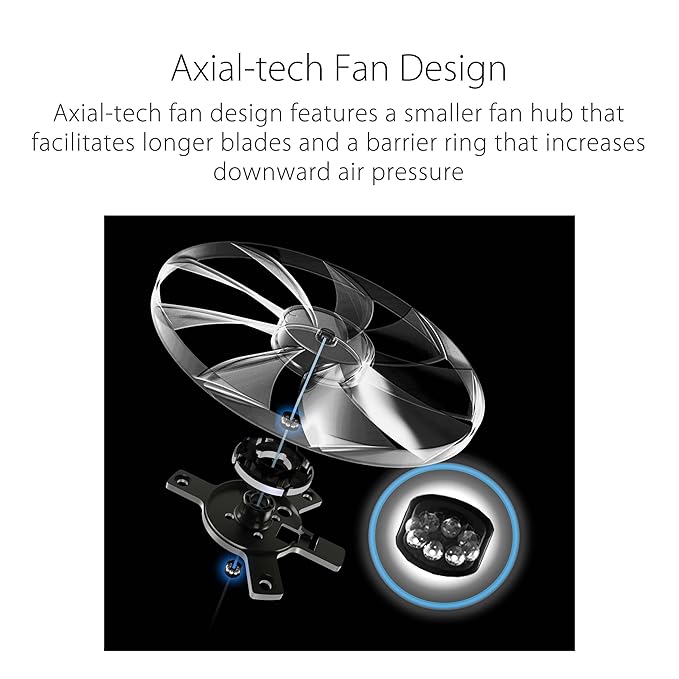 Axial-tech Fan Design
Axial-tech fan design features a smaller fan hub that
facilitates longer blades and a barrier ring that increases
downward air pressure